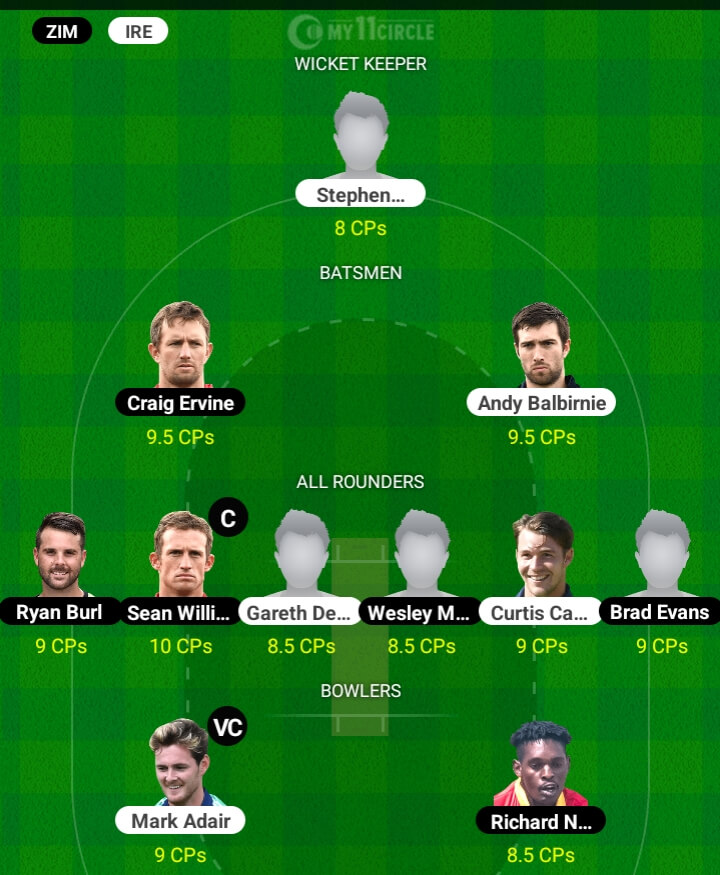 ZIM IRE MY11CIRCLE
WICKET KEEPER
Stephen...
8 CPs
BATSMEN
Craig Ervine Andy Balbirnie
9.5 CPs 9.5 CPs
ALL ROUNDERS
C
Ryan Burl Sean Willi... Gareth De... Wesley M... Curtis Ca... Brad Evans
9 CPs 10 CPs 8.5 CPs 8.5 CPs 9 CPs 9 CPs
BOWLERS
VC
Mark Adair Richard N...
9 CPs 8.5 CPs